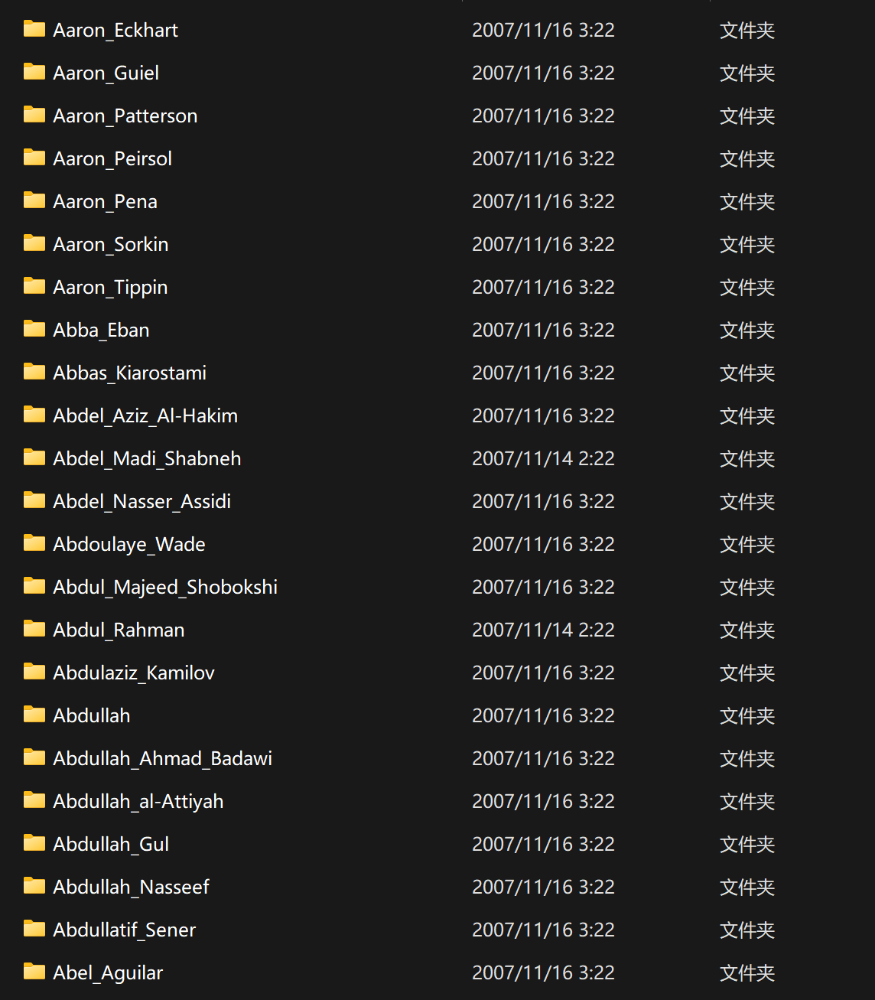 Aaron_Eckhart 2007/11/16 3:22 文件夹
Aaron_Guiel 2007/11/16 3:22 文件夹
Aaron_Patterson 2007/11/16 3:22 文件夹
Aaron_Peirsol 2007/11/16 3:22 文件夹
Aaron_Pena 2007/11/16 3:22 文件夹
Aaron_Sorkin 2007/11/16 3:22 文件夹
Aaron_Tippin 2007/11/16 3:22 文件夹
Abba_Eban 2007/11/16 3:22 文件夹
Abbas_Kiarostami 2007/11/16 3:22 文件夹
Abdel_Aziz_Al-Hakim 2007/11/16 3:22 文件夹
Abdel_Madi_Shabneh 2007/11/14 2:22 文件夹
Abdel_Nasser_Assidi 2007/11/16 3:22 文件夹
Abdoulaye_Wade 2007/11/16 3:22 文件夹
Abdul_Majeed_Shobokshi 2007/11/16 3:22 文件夹
Abdul_Rahman 2007/11/14 2:22 文件夹
Abdulaziz_Kamilov 2007/11/16 3:22 文件夹
Abdullah 2007/11/16 3:22 文件夹
Abdullah_Ahmad_Badawi 2007/11/16 3:22 文件夹
Abdullah_al-Attiyah 2007/11/16 3:22 文件夹
Abdullah_Gul 2007/11/16 3:22 文件夹
Abdullah_Nasseef 2007/11/16 3:22 文件夹
Abdullatif_Sener 2007/11/16 3:22 文件夹
Abel_Aguilar 2007/11/16 3:22 文件夹